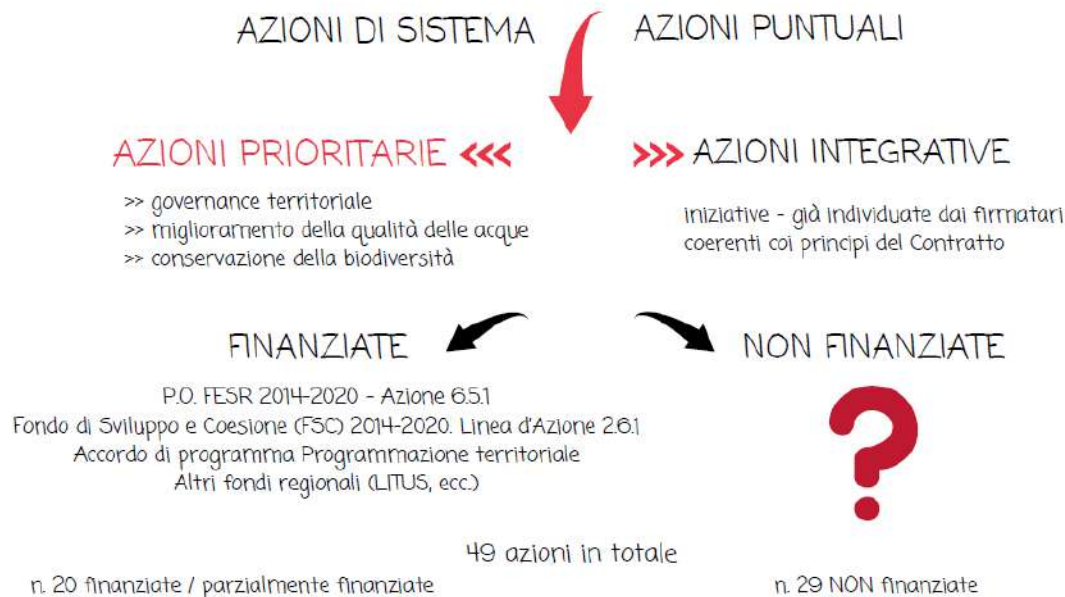 AZIONI DI SISTEMA
AZIONI PUNTUALI
AZIONI PRIORITARIE <<<
>>> AZIONI INTEGRATIVE
>> governance territoriale
>> miglioramento della qualità delle acque
>> conservazione della biodiversità
iniziative - già individuate dai firmatari
coerenti coi principi del Contratto
FINANZIATE
NON FINANZIATE
P.O. FESR 2014-2020 - Azione 6.5.1
Fondo di Sviluppo e Coesione (FSC) 2014-2020. Linea d'Azione 2.6.1
Accordo di programma Programmazione territoriale
Altri fondi regionali (LITUS, ecc.)
?
49 azioni in totale
n. 20 finanziate / parzialmente finanziate
n. 29 NON finanziate